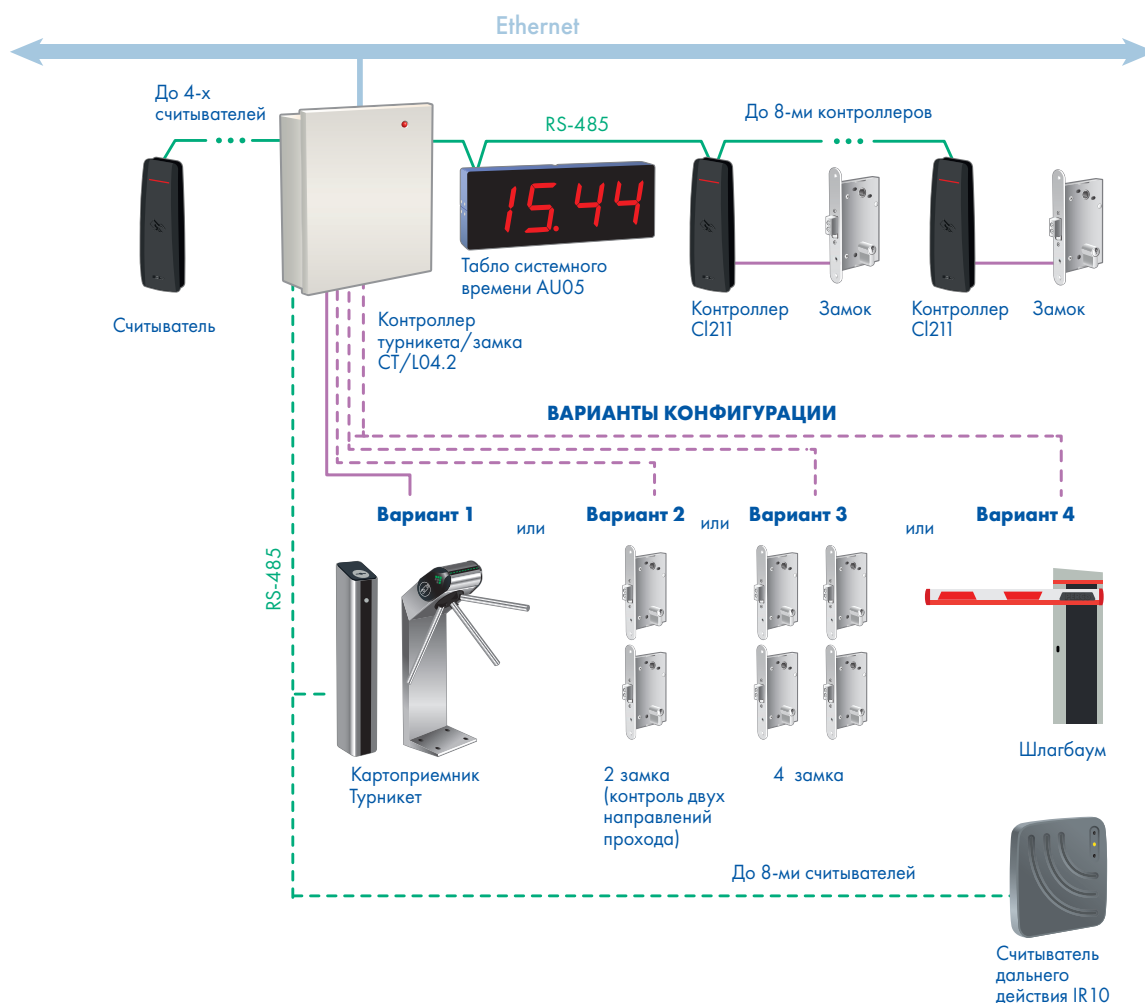 Ethernet
До 4-х
считывателей
RS-485
До 8-ми контроллеров
15.44
Считыватель
Табло системного
времени AU05
Контроллер
CI211
Замок
Контроллер
CI211
Замок
Контроллер
турникета/замка
CT/L04.2
ВАРИАНТЫ КОНФИГУРАЦИИ
Вариант 1
или
Вариант 2
или
Вариант 3
или
Вариант 4
RS-485
Картоприемник
Турникет
2 замка
(контроль двух
направлений
прохода)
4 замка
Шлагбаум
До 8-ми считывателей
Считыватель
дальнего
действия IR10